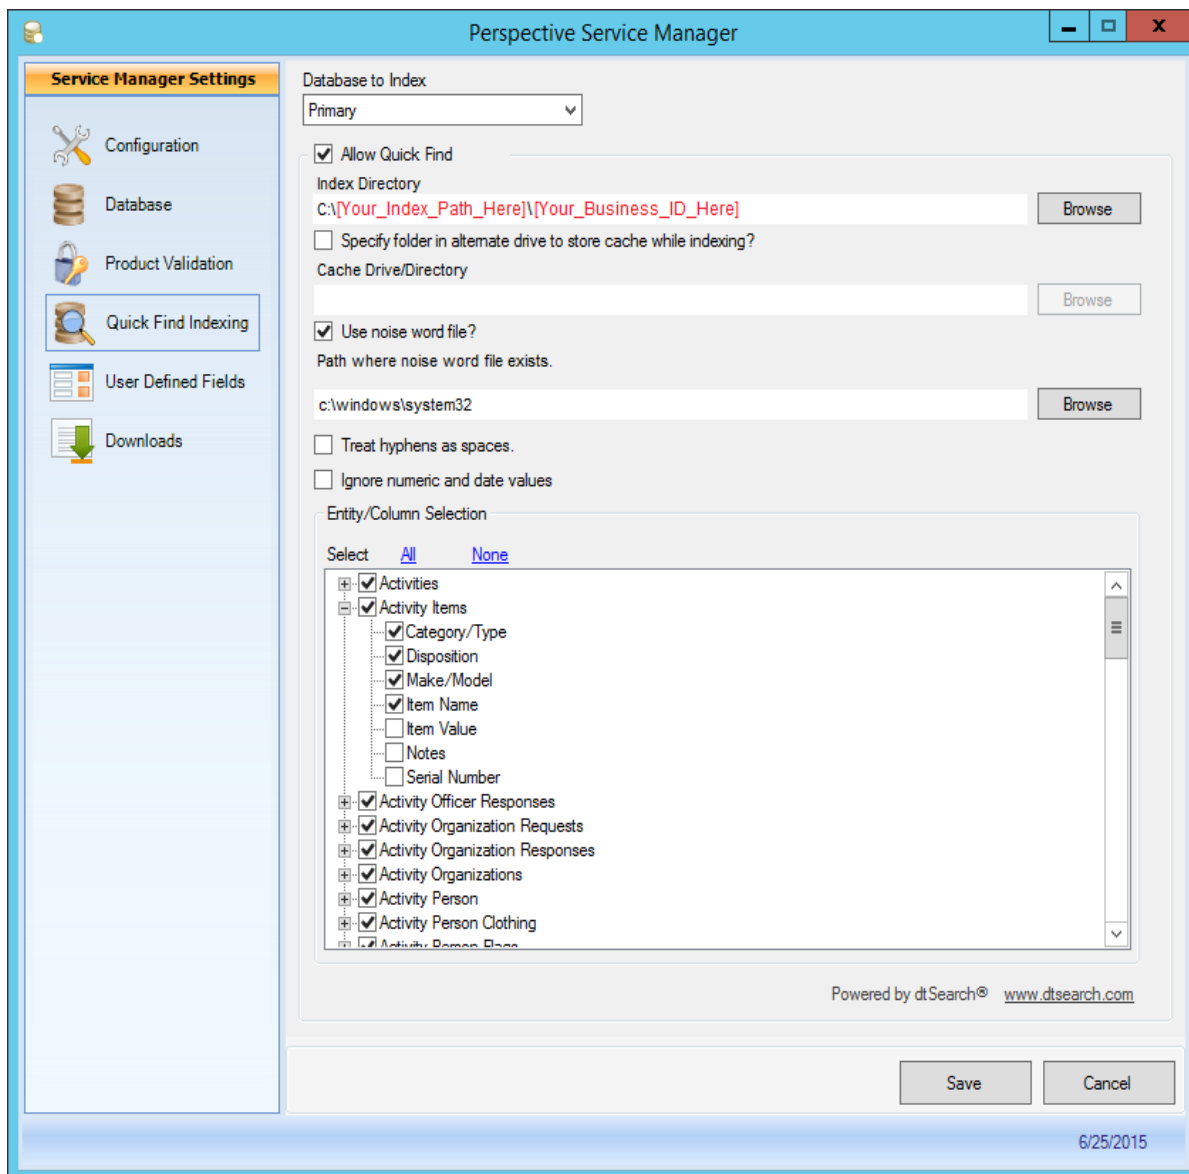 Perspective Service Manager
Service Manager Settings
Configuration
Database
Product Validation
Quick Find Indexing
User Defined Fields
Downloads
Database to Index
Primary
Allow Quick Find
Index Directory
C:\[Your_Index_Path_Here]\[Your_Business_ID_Here]
Browse
Specify folder in alternate drive to store cache while indexing?
Cache Drive/Directory
Browse
Use noise word file?
Path where noise word file exists.
c:\windows\system32
Browse
Treat hyphens as spaces.
Ignore numeric and date values
Entity/Column Selection
Select All None
Activities
Activity Items
Category/Type
Disposition
Make/Model
Item Name
Item Value
Notes
Serial Number
Activity Officer Responses
Activity Organization Requests
Activity Organization Responses
Activity Organizations
Activity Person
Activity Person Clothing
Activity Person Flags
Powered by dtSearch® www.dtsearch.com
Save Cancel
6/25/2015